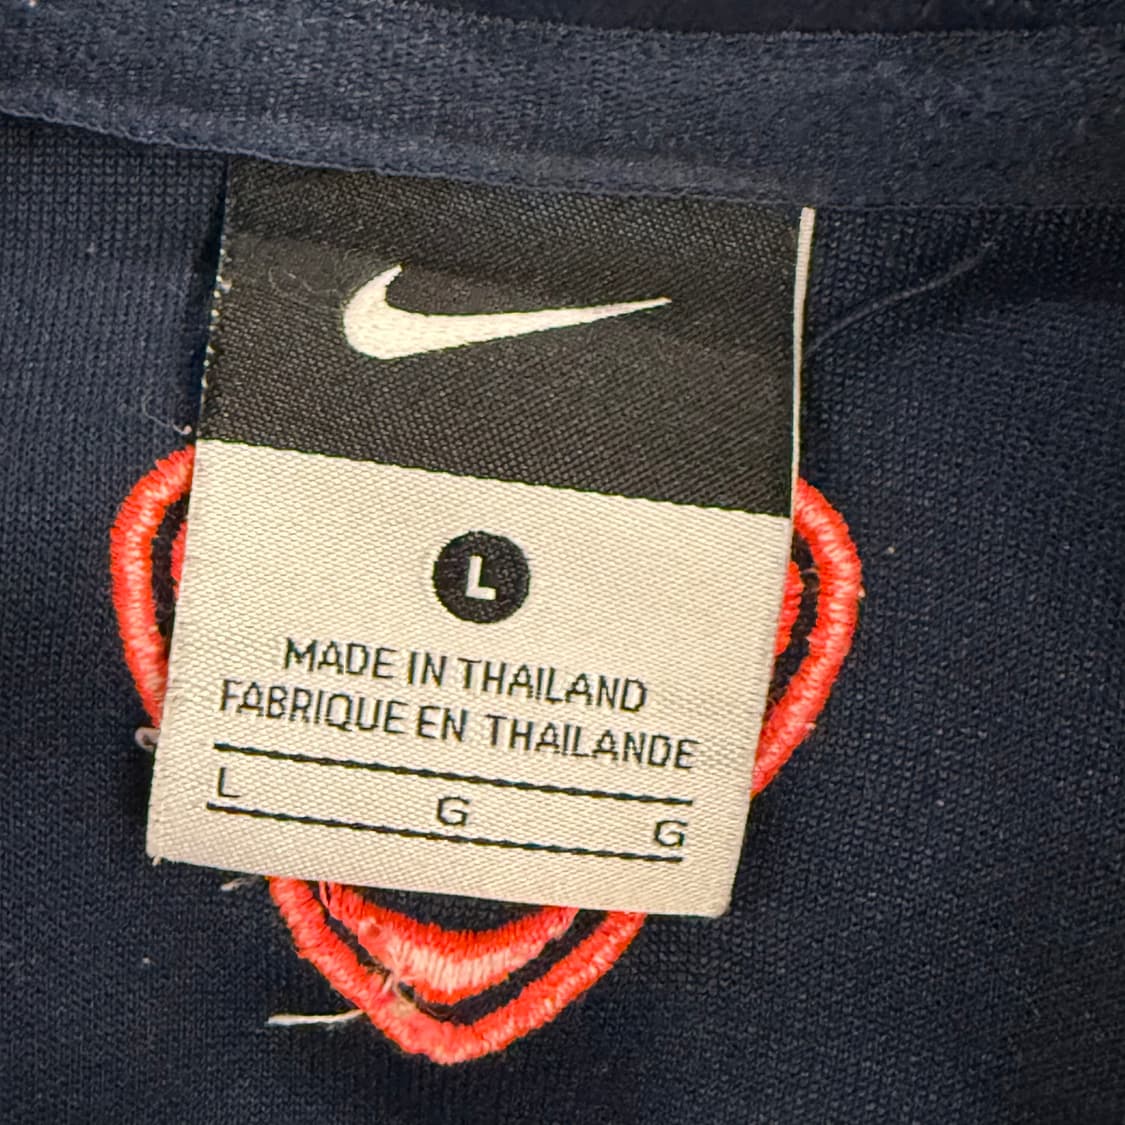 L
MADE IN THAILAND
FABRIQUE EN THAILANDE
L G G